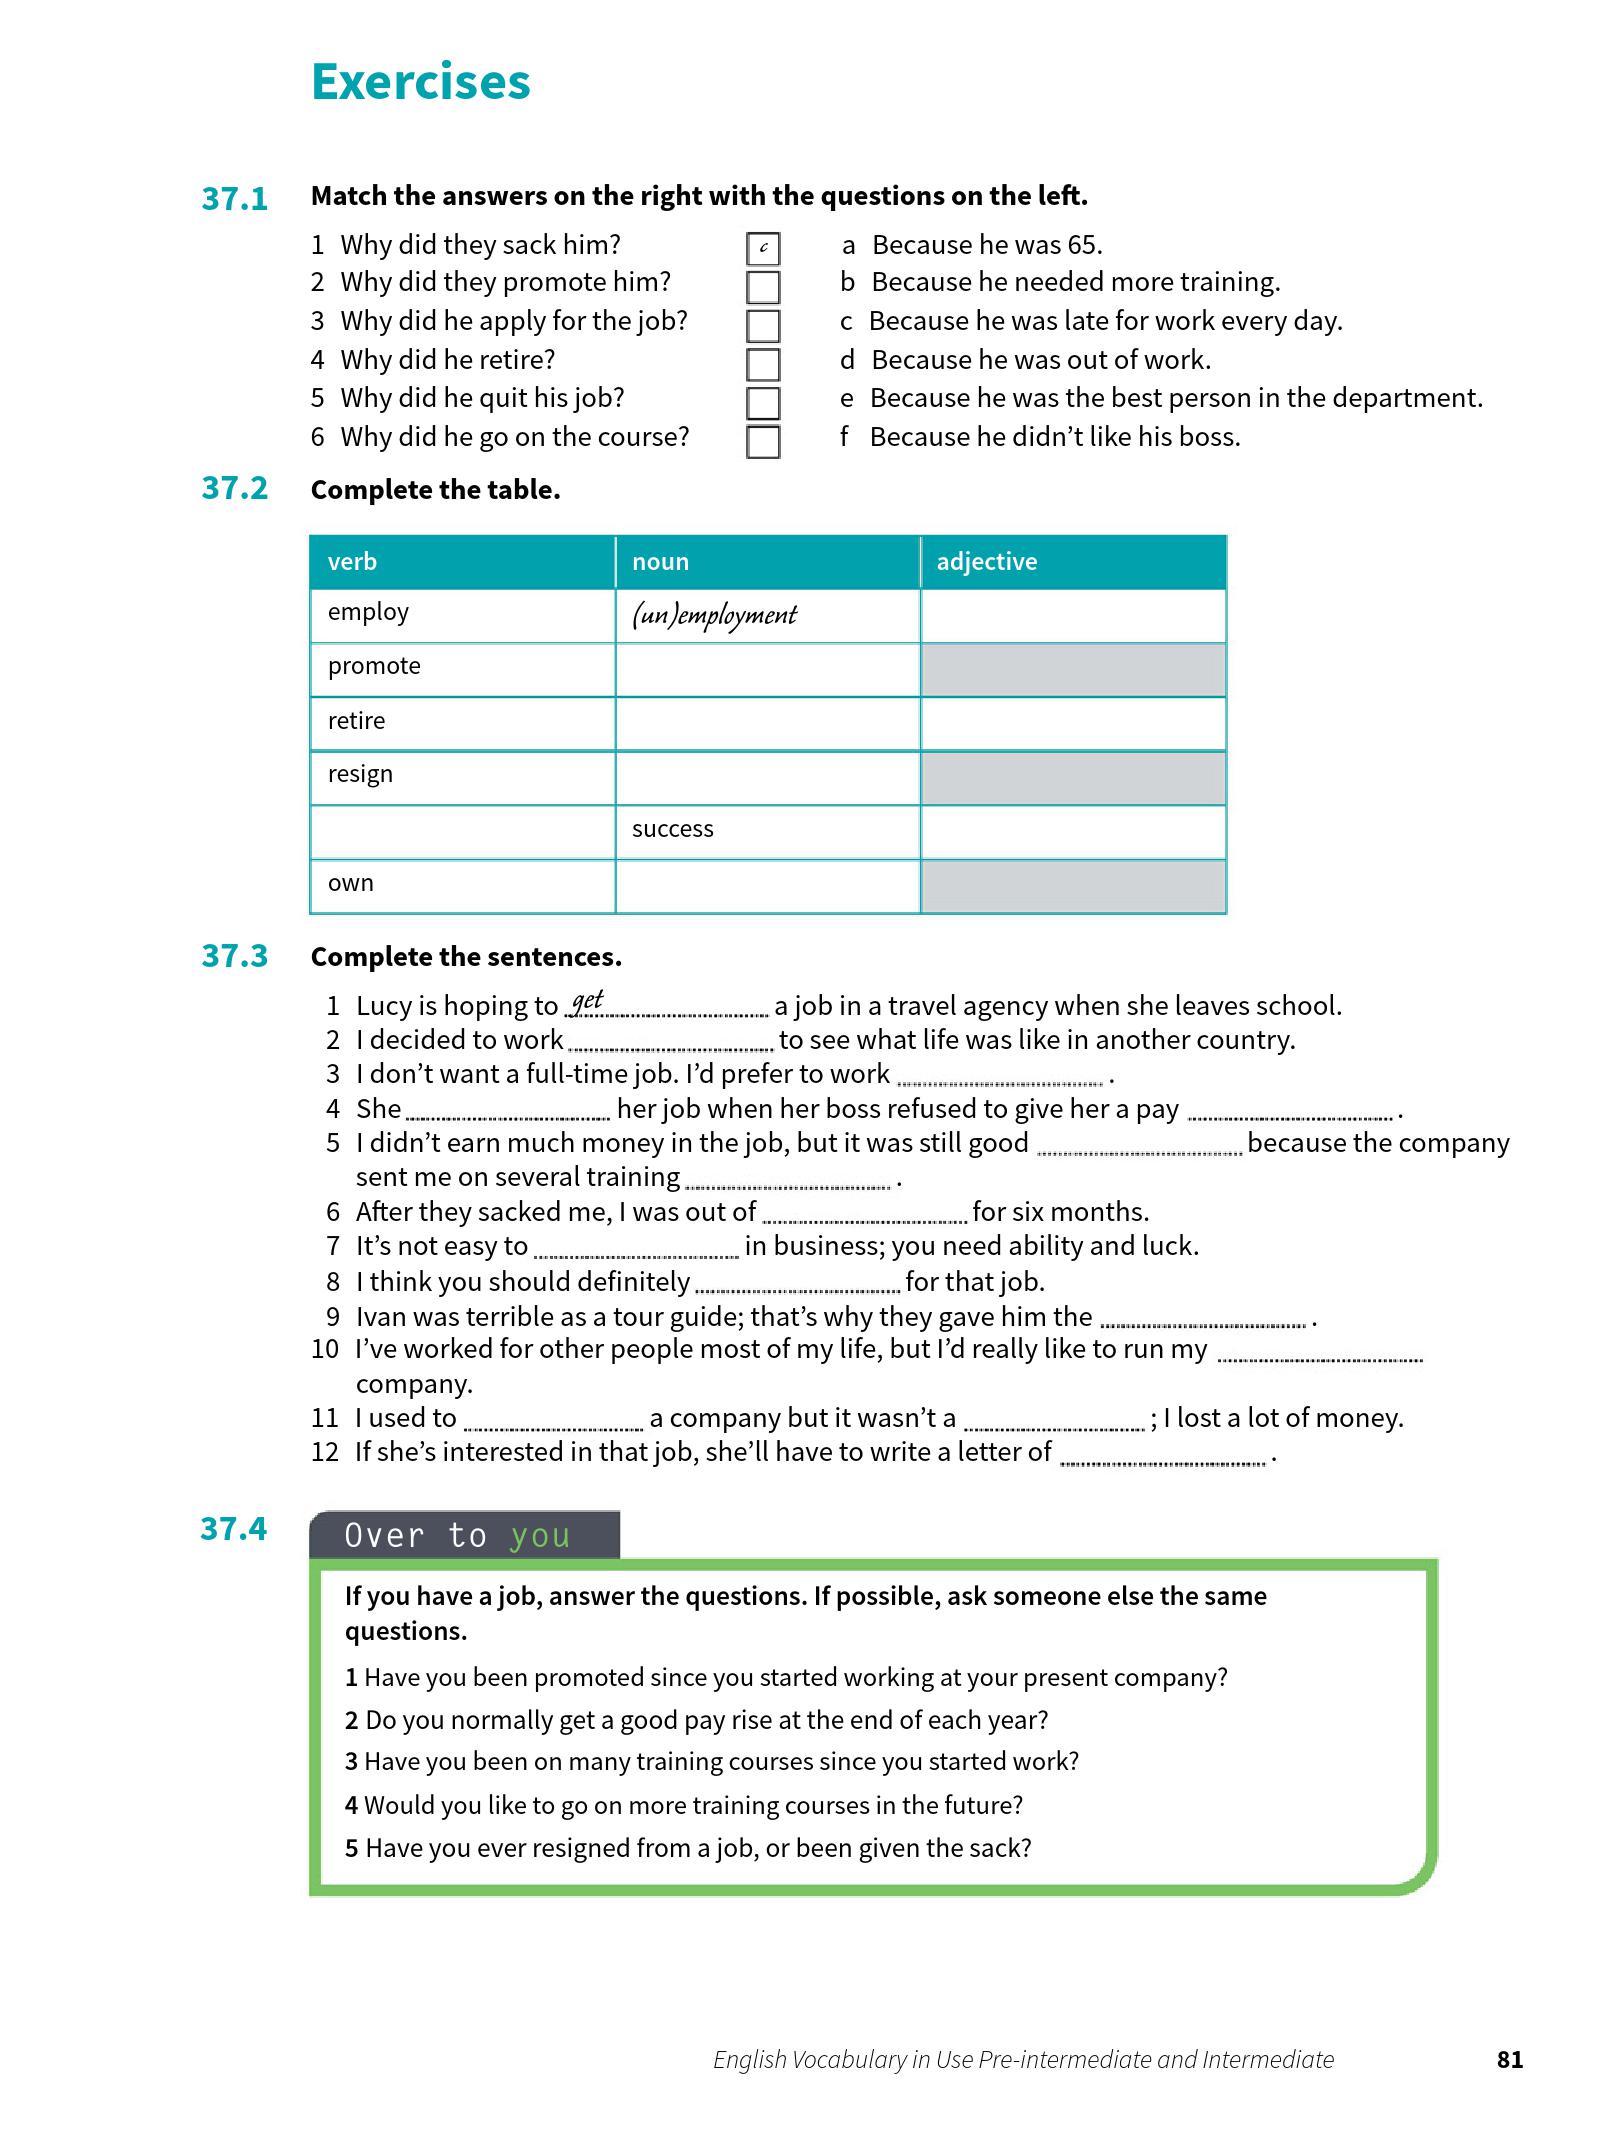 Exercises
37.1 Match the answers on the right with the questions on the left.
1 Why did they sack him? c a Because he was 65.
2 Why did they promote him? b Because he needed more training.
3 Why did he apply for the job? c Because he was late for work every day.
4 Why did he retire? d Because he was out of work.
5 Why did he quit his job? e Because he was the best person in the department.
6 Why did he go on the course? f Because he didn’t like his boss.
37.2 Complete the table.
verb noun adjective
employ (un)employment
promote
retire
resign
success
own
37.3 Complete the sentences.
1 Lucy is hoping to get a job in a travel agency when she leaves school.
2 I decided to work to see what life was like in another country.
3 I don’t want a full-time job. I’d prefer to work .
4 She her job when her boss refused to give her a pay .
5 I didn’t earn much money in the job, but it was still good because the company
sent me on several training .
6 After they sacked me, I was out of for six months.
7 It’s not easy to in business; you need ability and luck.
8 I think you should definitely for that job.
9 Ivan was terrible as a tour guide; that’s why they gave him the .
10 I’ve worked for other people most of my life, but I’d really like to run my
company.
11 I used to a company but it wasn’t a ; I lost a lot of money.
12 If she’s interested in that job, she’ll have to write a letter of .
37.4 Over to you
If you have a job, answer the questions. If possible, ask someone else the same
questions.
1 Have you been promoted since you started working at your present company?
2 Do you normally get a good pay rise at the end of each year?
3 Have you been on many training courses since you started work?
4 Would you like to go on more training courses in the future?
5 Have you ever resigned from a job, or been given the sack?
English Vocabulary in Use Pre-intermediate and Intermediate 81